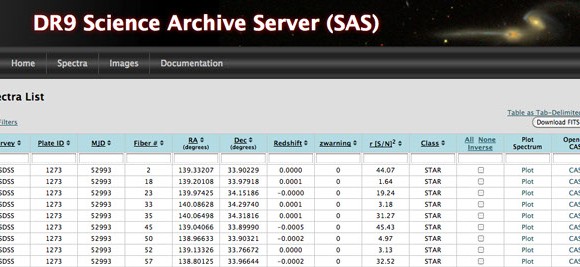 DR9 Science Archive Server (SAS)
Home Spectra Images Documentation
ctra List
Table as Tab-Delimite
ilters
Download FITS
rvey Plate ID MJD Fiber # RA (degrees) Dec (degrees) Redshift zwarning r [S/N]² Class All None Inverse Plot Spectrum Open CAS
SDSS 1273 52993 2 139.33207 33.90229 0.0000 0 44.07 STAR Plot CAS
SDSS 1273 52993 18 139.20108 33.97918 0.0001 0 1.64 STAR Plot CAS
SDSS 1273 52993 23 139.97425 34.15186 -0.0000 0 19.24 STAR Plot CAS
SDSS 1273 52993 33 140.08628 34.29740 0.0001 0 3.18 STAR Plot CAS
SDSS 1273 52993 35 140.06498 34.31816 0.0001 0 31.27 STAR Plot CAS
SDSS 1273 52993 45 139.04066 33.89990 -0.0005 0 45.43 STAR Plot CAS
SDSS 1273 52993 50 138.96633 33.90321 -0.0002 0 4.97 STAR Plot CAS
SDSS 1273 52993 52 139.13326 33.76672 0.0000 0 3.13 STAR Plot CAS
SDSS 1273 52993 57 138.80125 33.96644 -0.0002 0 32.52 STAR Plot CAS